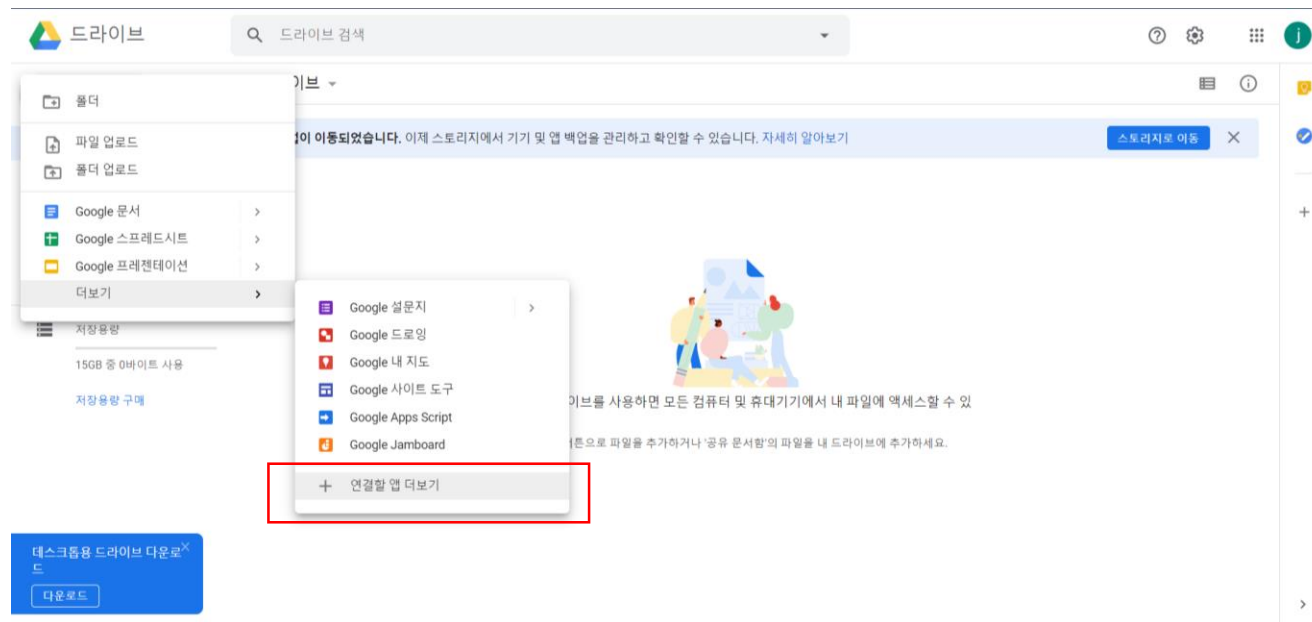 드라이브
드라이브 검색
j
이브
폴더
이 이동되었습니다. 이제 스토리지에서 기기 및 앱 백업을 관리하고 확인할 수 있습니다. 자세히 알아보기
스토리지로 이동
파일 업로드
폴더 업로드
Google 문서
Google 스프레드시트
Google 프레젠테이션
더보기
Google 설문지
Google 드로잉
Google 내 지도
Google 사이트 도구
Google Apps Script
Google Jamboard
연결할 앱 더보기
저장용량
15GB 중 0바이트 사용
저장용량 구매
이브를 사용하면 모든 컴퓨터 및 휴대기기에서 내 파일에 액세스할 수 있
튼으로 파일을 추가하거나 '공유 문서함'의 파일을 내 드라이브에 추가하세요.
데스크톱용 드라이브 다운로
드
다운로드